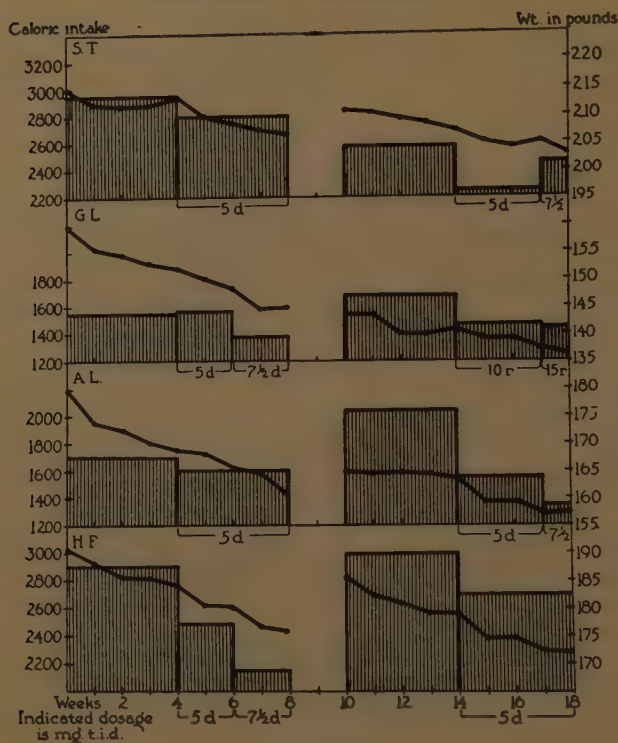 Caloric intake
Wt. in pounds
S.T
3200
3000
2800
2600
2400
2200
5d
5d
7½
220
215
210
205
200
195
G L
1800
1600
1400
1200
5d
7½d
10r
15r
155
150
145
140
135
A L.
2000
1800
1600
1400
1200
5d
5d
7½
180
175
170
165
160
155
H F
3000
2800
2600
2400
2200
190
185
180
175
170
Weeks 2 4 6 8 10 12 14 16 18
Indicated dosage 5d 7½d 5d
is mg. t.i.d.